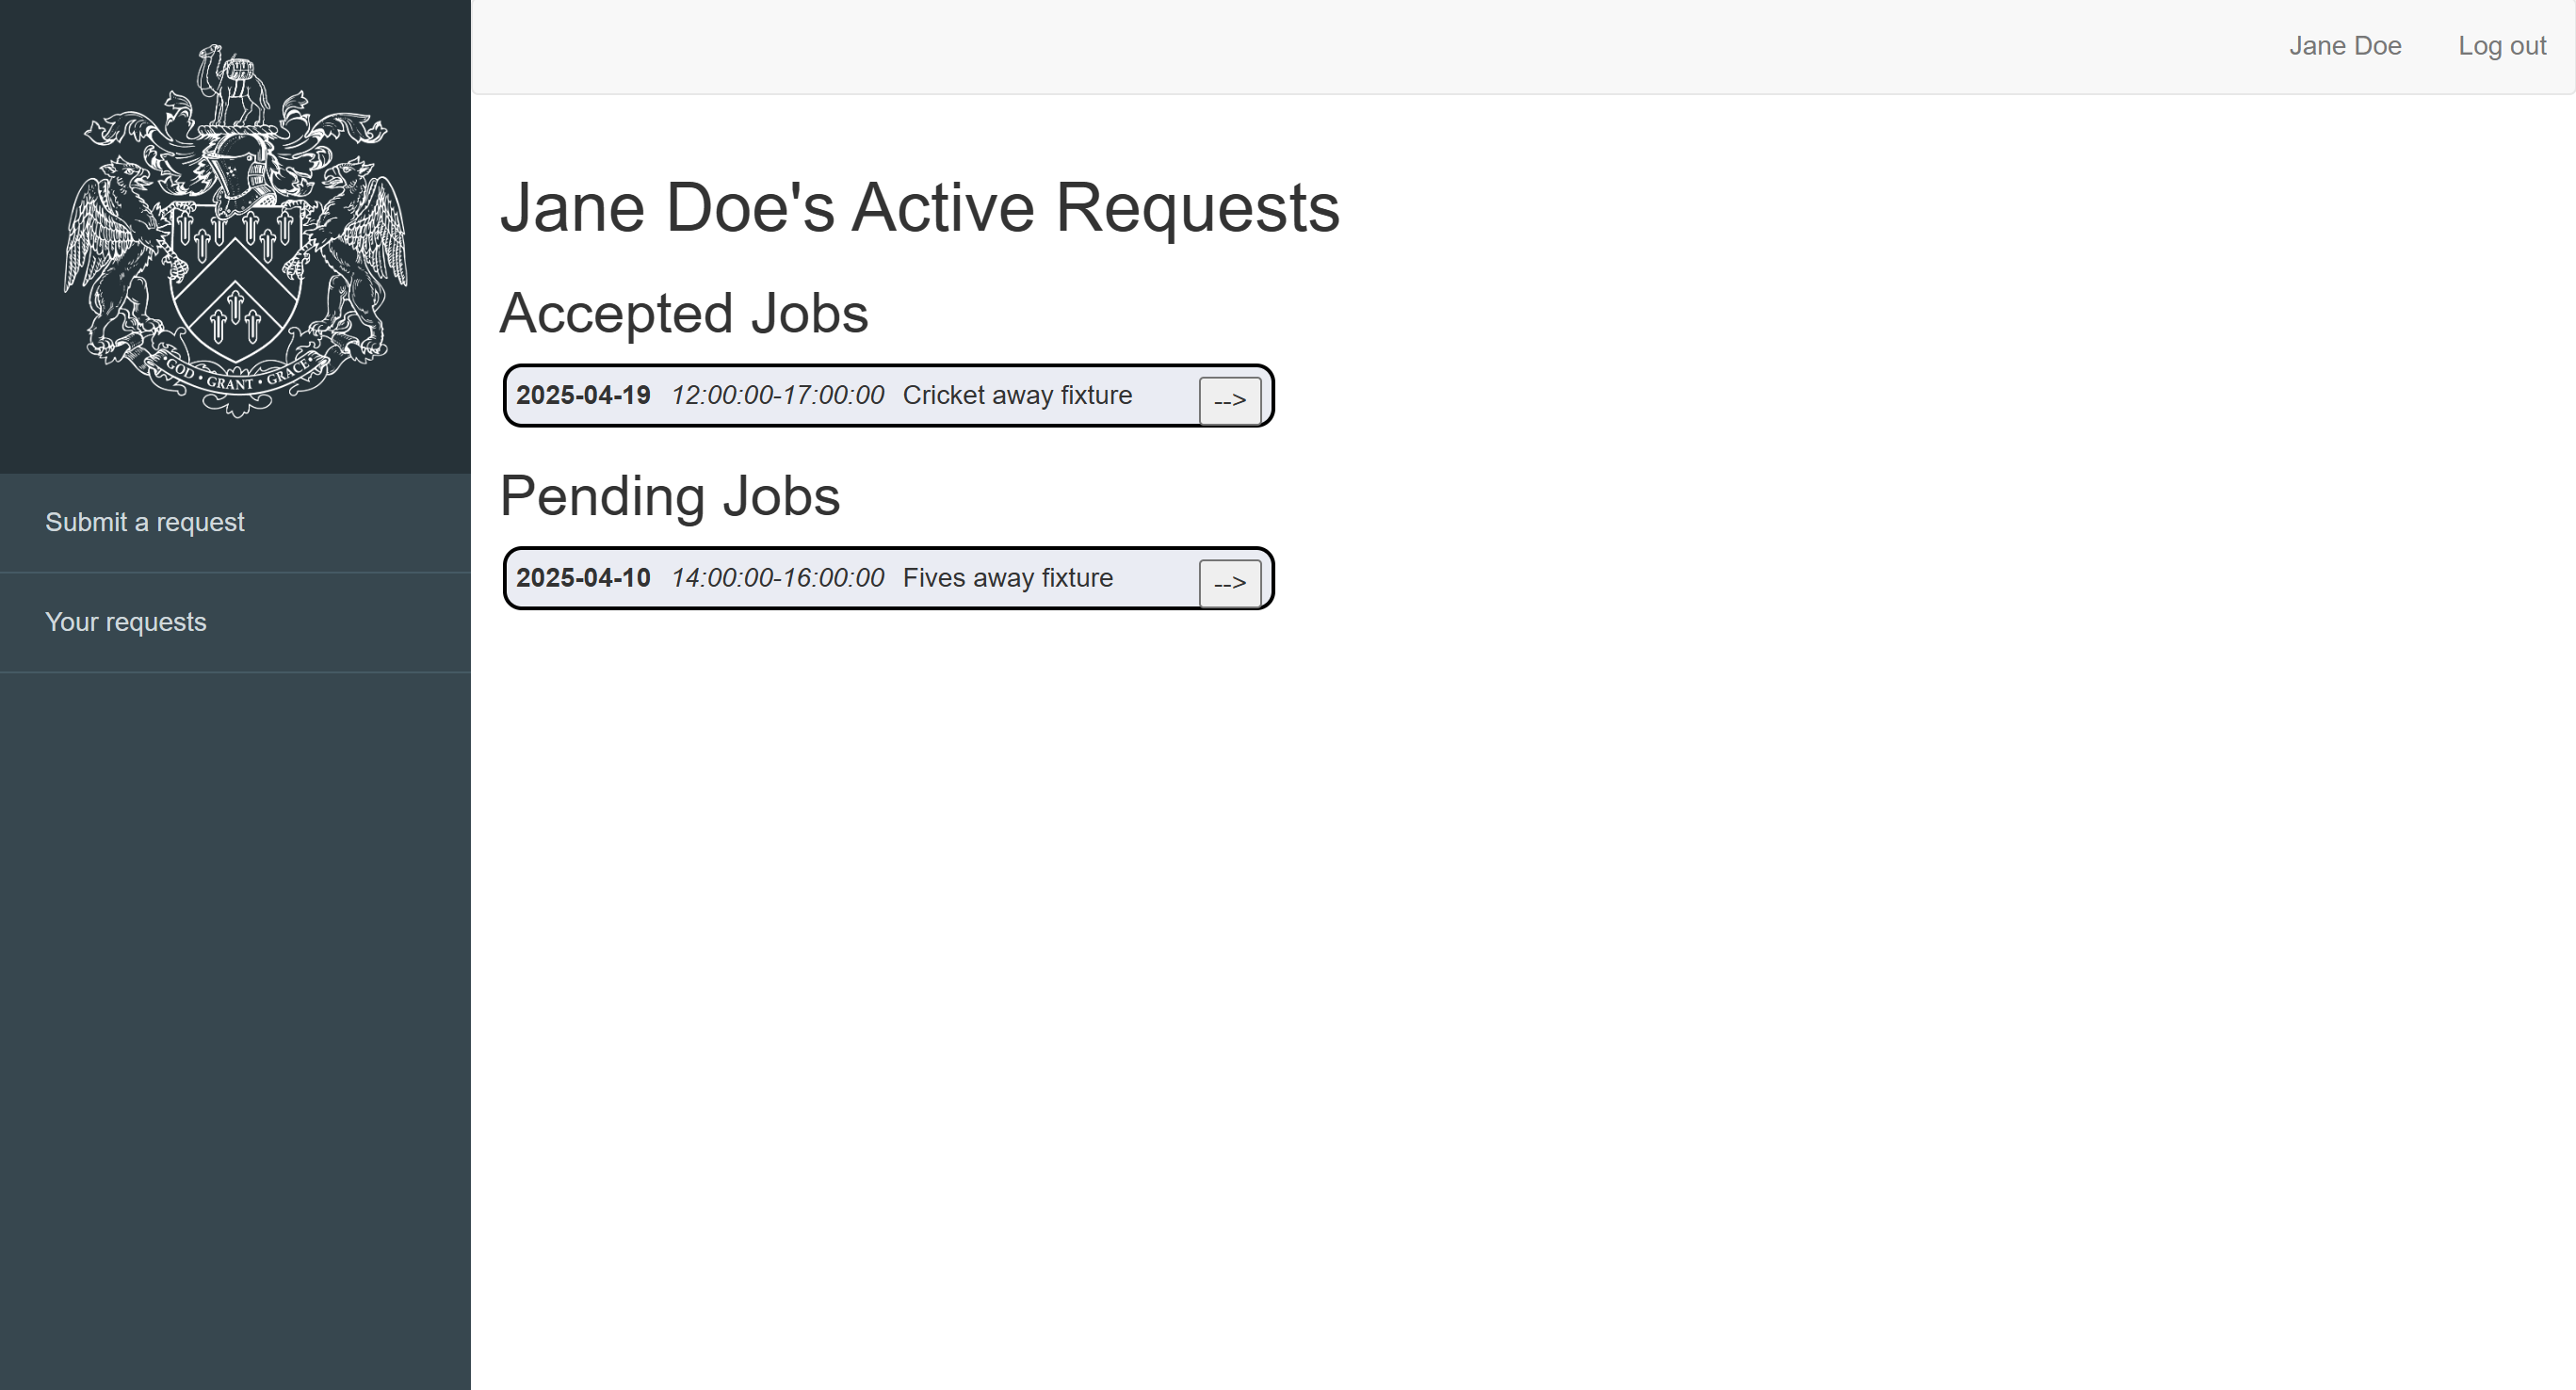 Jane Doe Log out
GOD • GRANT • GRACE
Submit a request
Your requests
Jane Doe's Active Requests
Accepted Jobs
2025-04-19 12:00:00-17:00:00 Cricket away fixture -->
Pending Jobs
2025-04-10 14:00:00-16:00:00 Fives away fixture -->